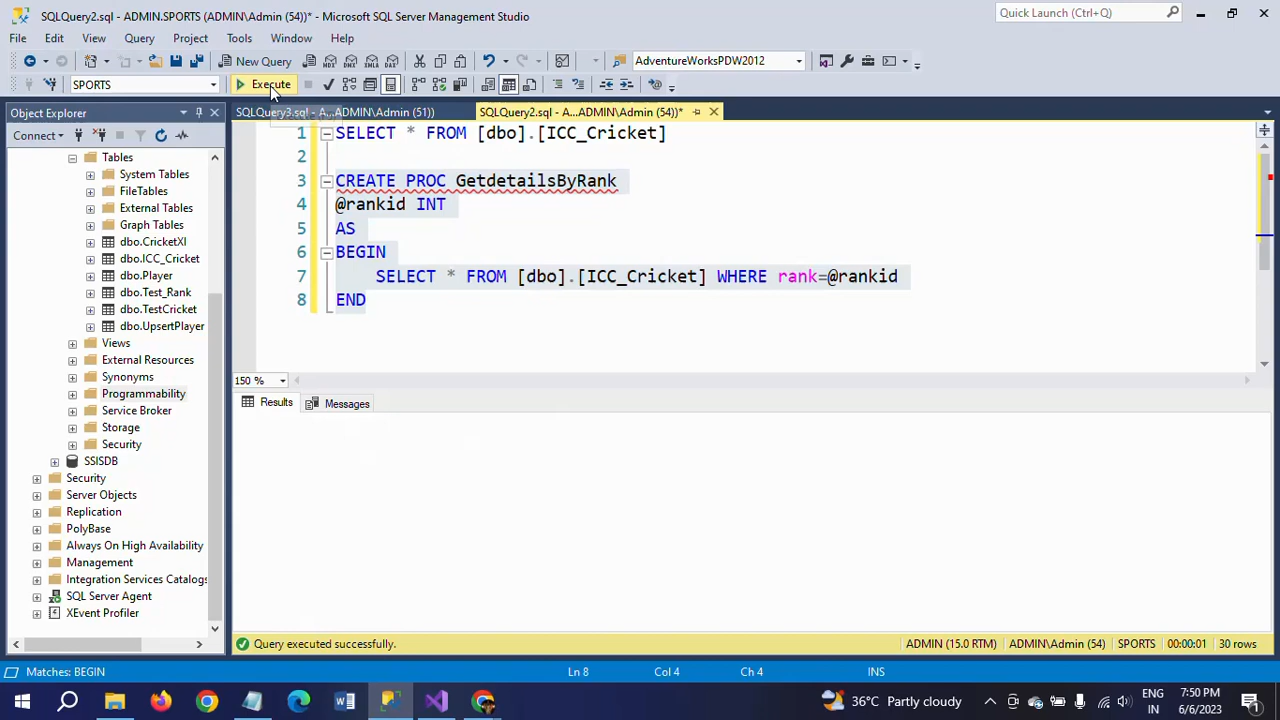 SQLQuery2.sql - ADMIN.SPORTS (ADMIN\Admin (54))* - Microsoft SQL Server Management Studio
Quick Launch (Ctrl+Q)
File Edit View Query Project Tools Window Help
New Query
MDX DMX XMLA DAX
AdventureWorksPDW2012
SPORTS
Execute
Object Explorer
SQLQuery3.sql - A...ADMIN\Admin (51))
SQLQuery2.sql - A...ADMIN\Admin (54))*
Connect
Tables
System Tables
FileTables
External Tables
Graph Tables
dbo.CricketXI
dbo.ICC_Cricket
dbo.Player
dbo.Test_Rank
dbo.TestCricket
dbo.UpsertPlayer
Views
External Resources
Synonyms
Programmability
Service Broker
Storage
Security
SSISDB
Security
Server Objects
Replication
PolyBase
Always On High Availability
Management
Integration Services Catalogs
SQL Server Agent
XEvent Profiler
1 SELECT * FROM [dbo].[ICC_Cricket]
2
3 CREATE PROC GetdetailsByRank
4 @rankid INT
5 AS
6 BEGIN
7 SELECT * FROM [dbo].[ICC_Cricket] WHERE rank=@rankid
8 END
150 %
Results Messages
Query executed successfully.
ADMIN (15.0 RTM) ADMIN\Admin (54) SPORTS 00:00:01 30 rows
Matches: BEGIN
Ln 8 Col 4 Ch 4 INS
36°C Partly cloudy
ENG
IN
7:50 PM
6/6/2023
1